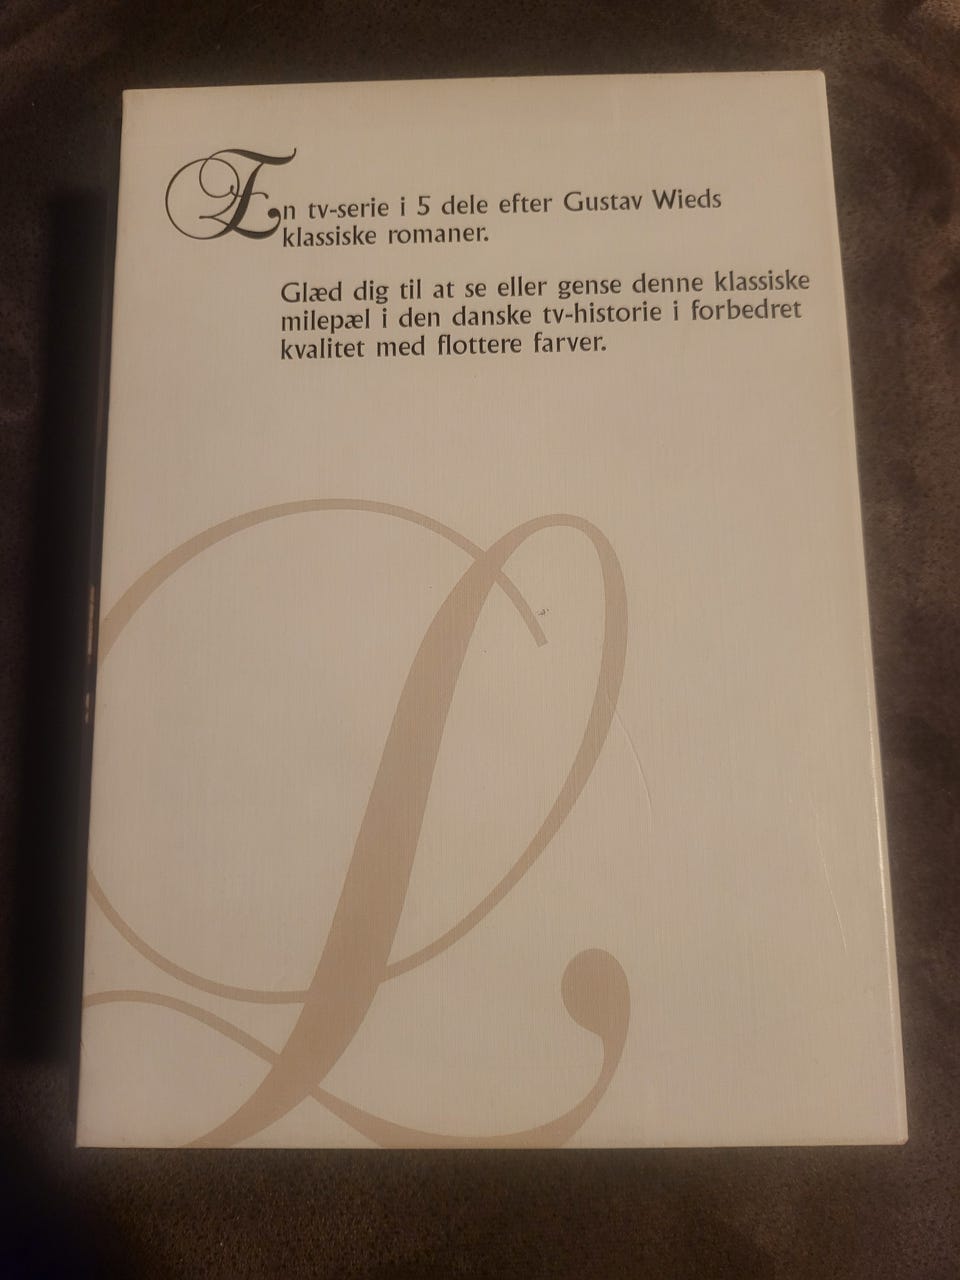 En tv-serie i 5 dele efter Gustav Wieds
klassiske romaner.
Glæd dig til at se eller gense denne klassiske
milepæl i den danske tv-historie i forbedret
kvalitet med flottere farver.
L